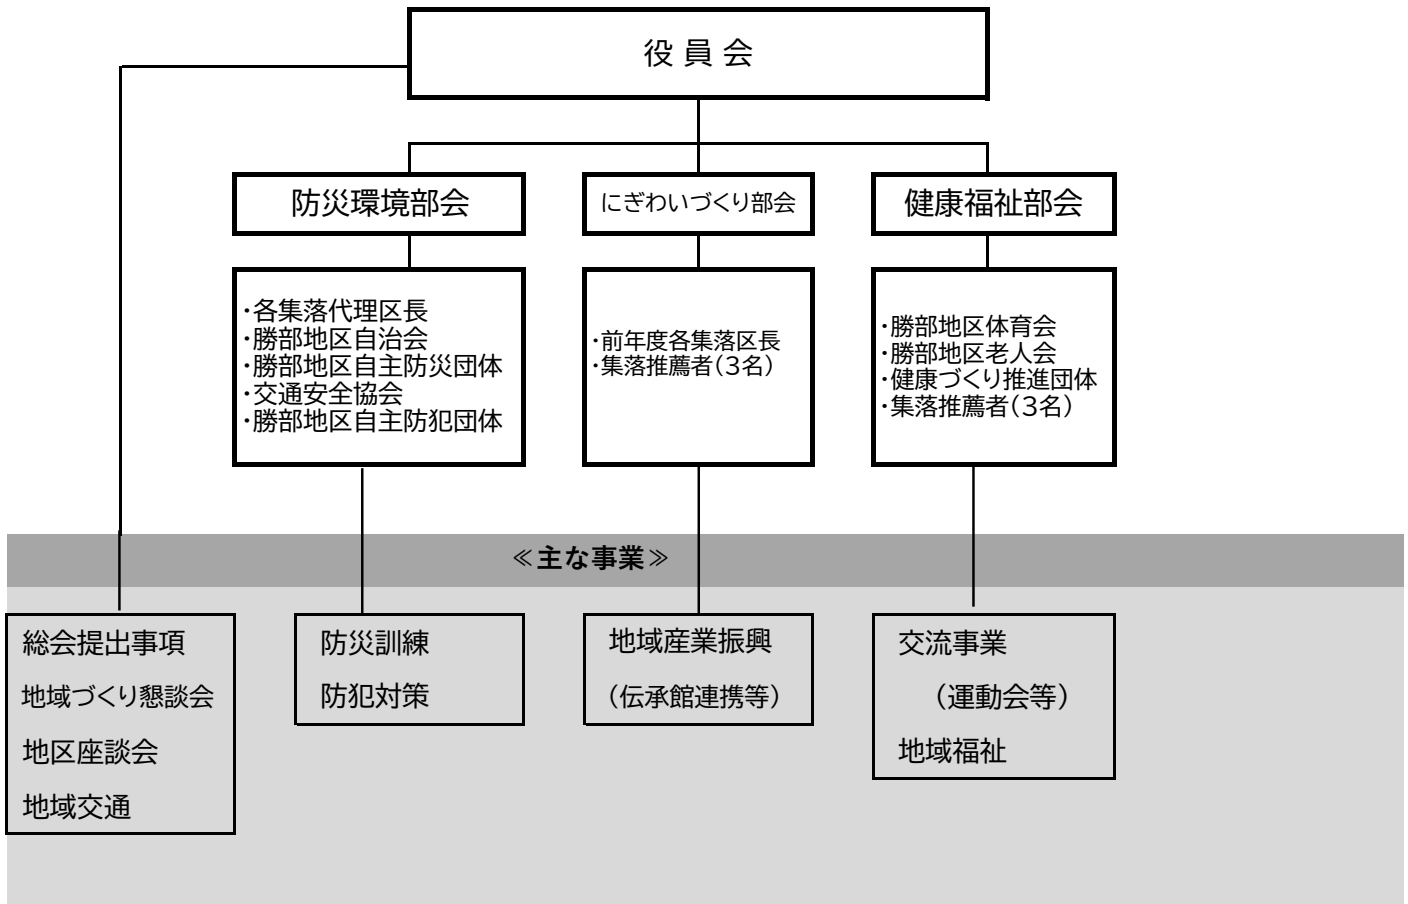 役 員 会
防災環境部会
にぎわいづくり部会
健康福祉部会
・各集落代理区長
・勝部地区自治会
・勝部地区自主防災団体
・交通安全協会
・勝部地区自主防犯団体
・前年度各集落区長
・集落推薦者(3名)
・勝部地区体育会
・勝部地区老人会
・健康づくり推進団体
・集落推薦者(3名)
≪主な事業≫
総会提出事項
地域づくり懇談会
地区座談会
地域交通
防災訓練
防犯対策
地域産業振興
(伝承館連携等)
交流事業
(運動会等)
地域福祉